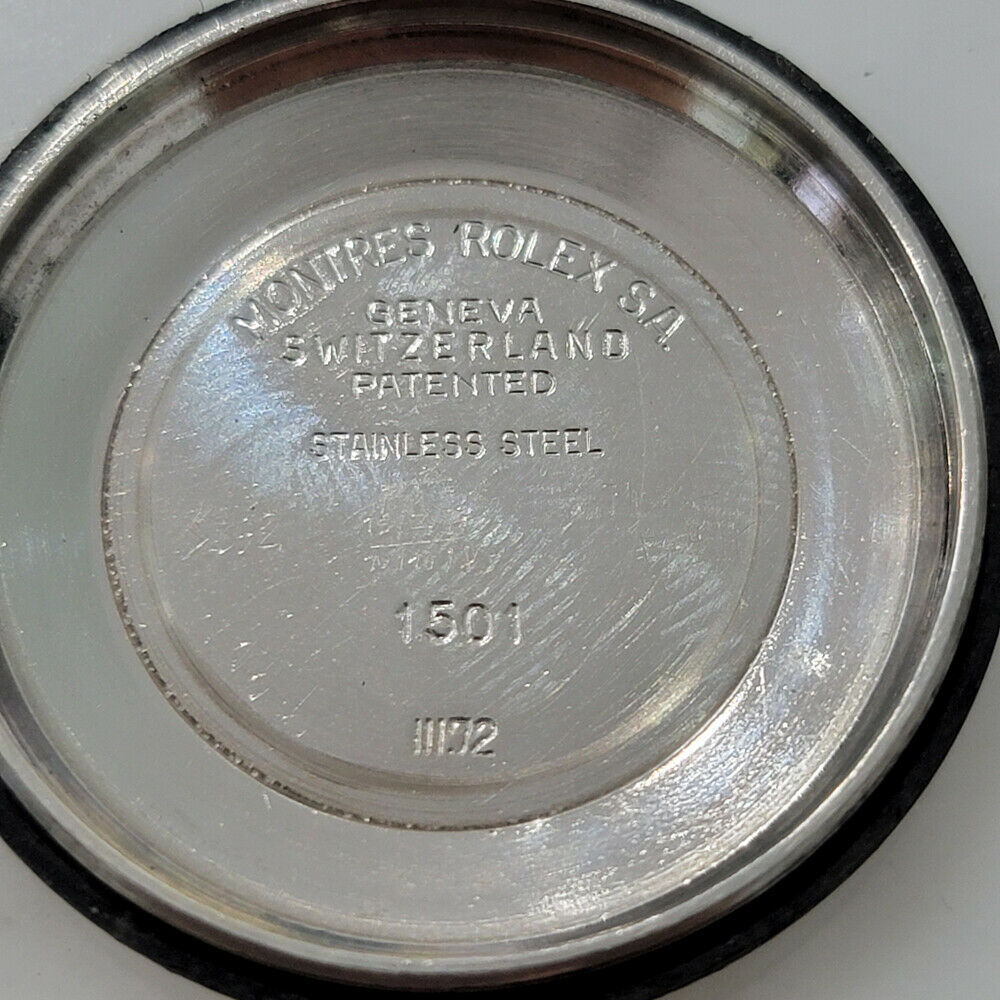 MONTRES ROLEX S.A.
GENEVA
SWITZERLAND
PATENTED
STAINLESS STEEL
1501
III72